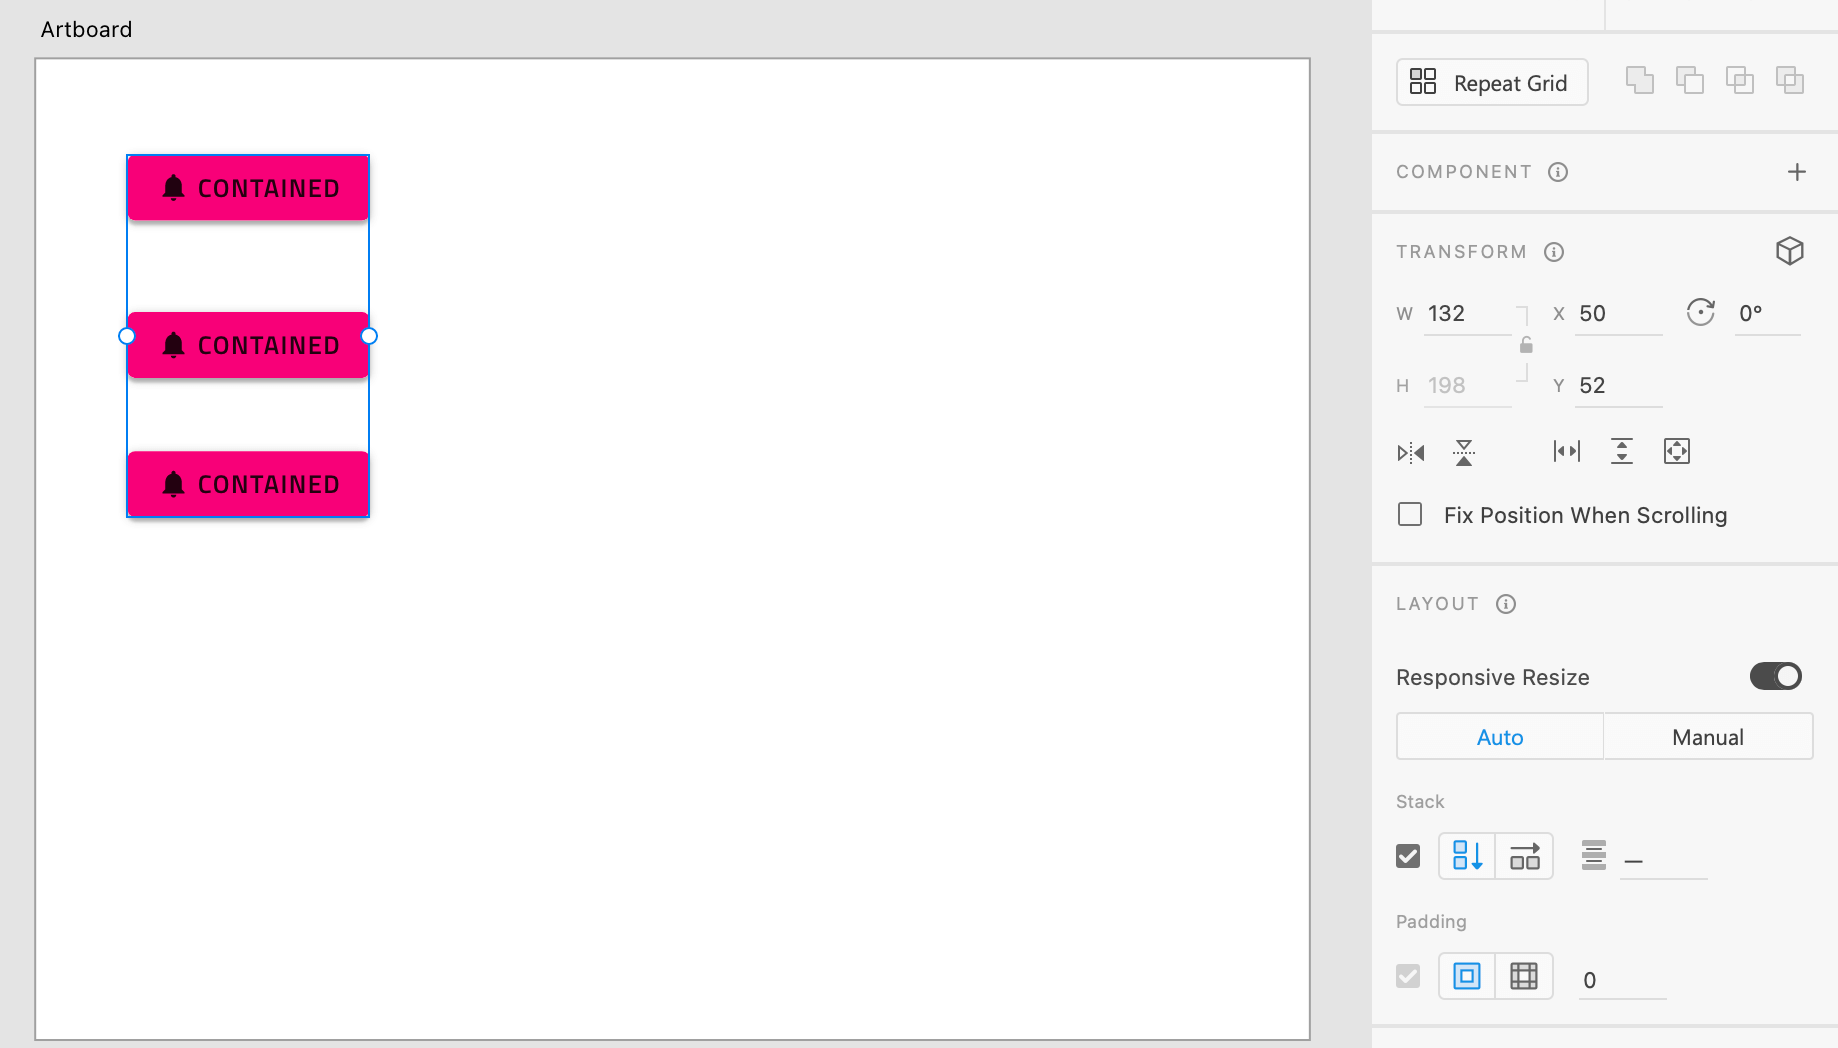 Artboard
CONTAINED
CONTAINED
CONTAINED
Repeat Grid
COMPONENT
TRANSFORM
W 132 X 50 0°
H 198 Y 52
Fix Position When Scrolling
LAYOUT
Responsive Resize
Auto Manual
Stack
–
Padding
0